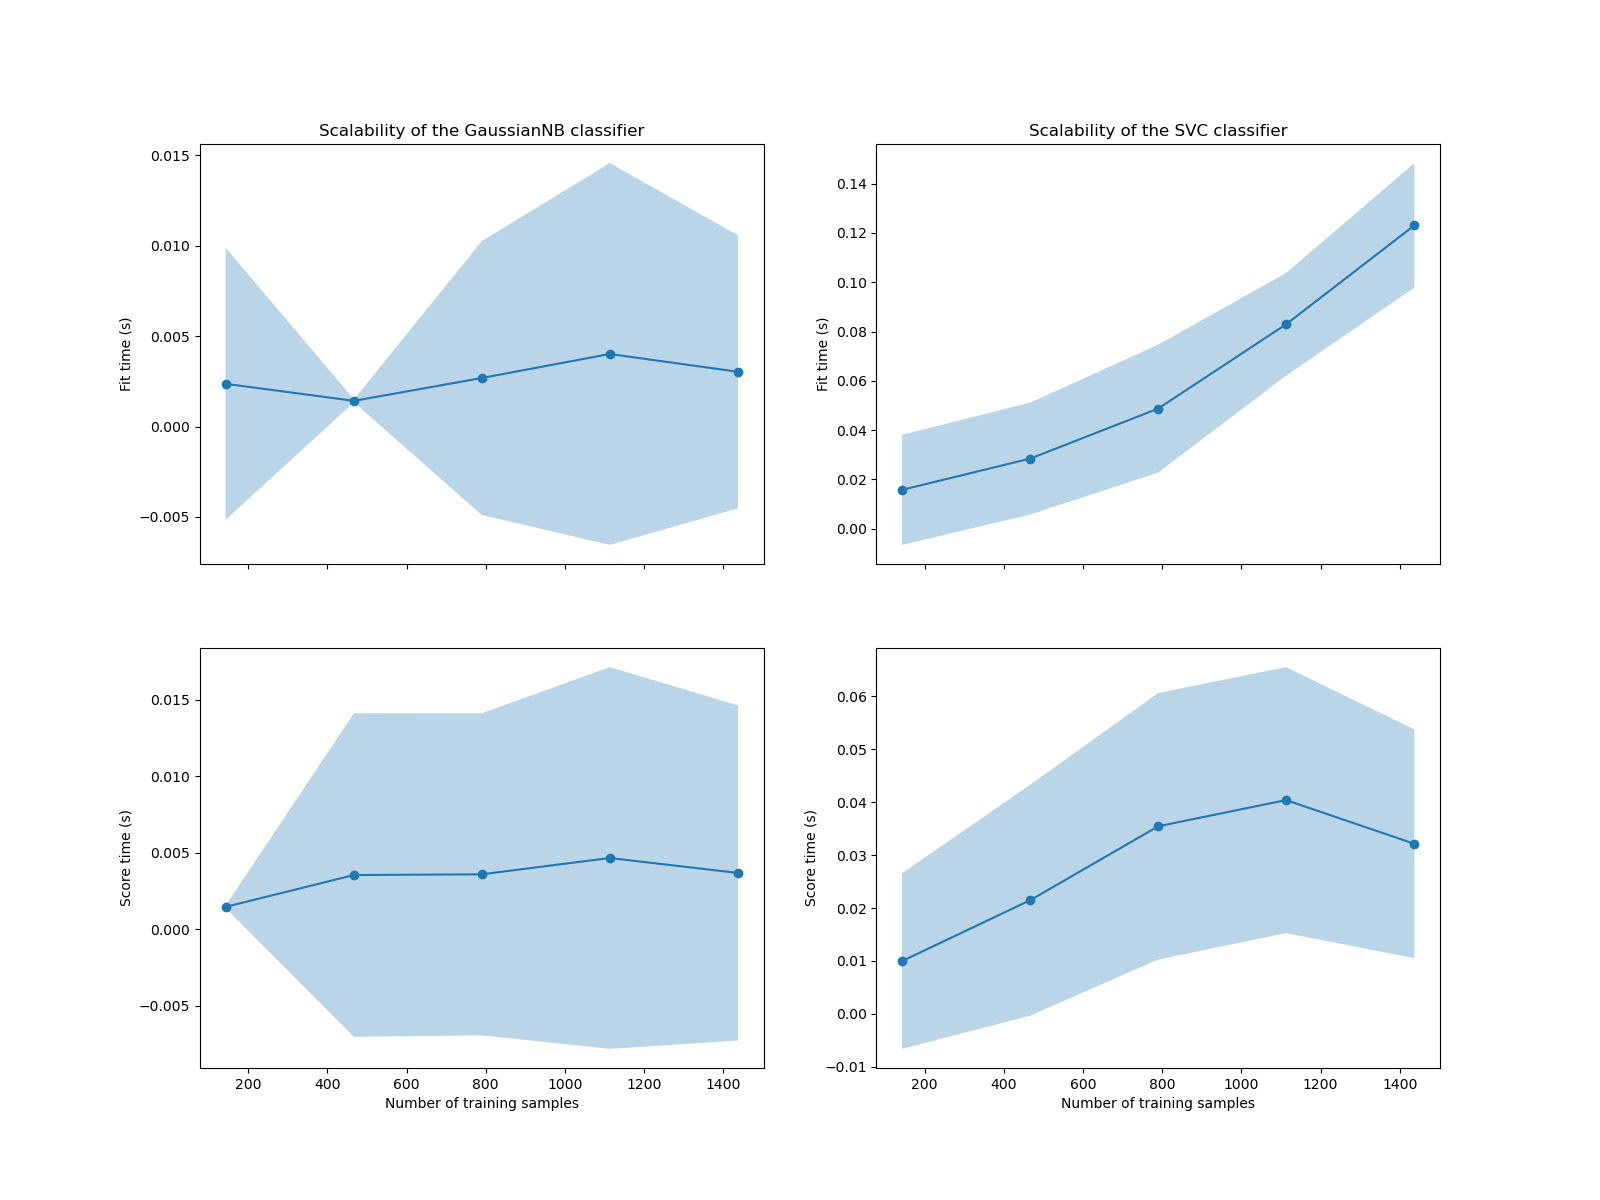 Scalability of the GaussianNB classifier
0.015
0.010
0.005
0.000
−0.005
Fit time (s)
Scalability of the SVC classifier
0.14
0.12
0.10
0.08
0.06
0.04
0.02
0.00
Fit time (s)
0.015
0.010
0.005
0.000
−0.005
Score time (s)
200 400 600 800 1000 1200 1400
Number of training samples
0.06
0.05
0.04
0.03
0.02
0.01
0.00
−0.01
Score time (s)
200 400 600 800 1000 1200 1400
Number of training samples